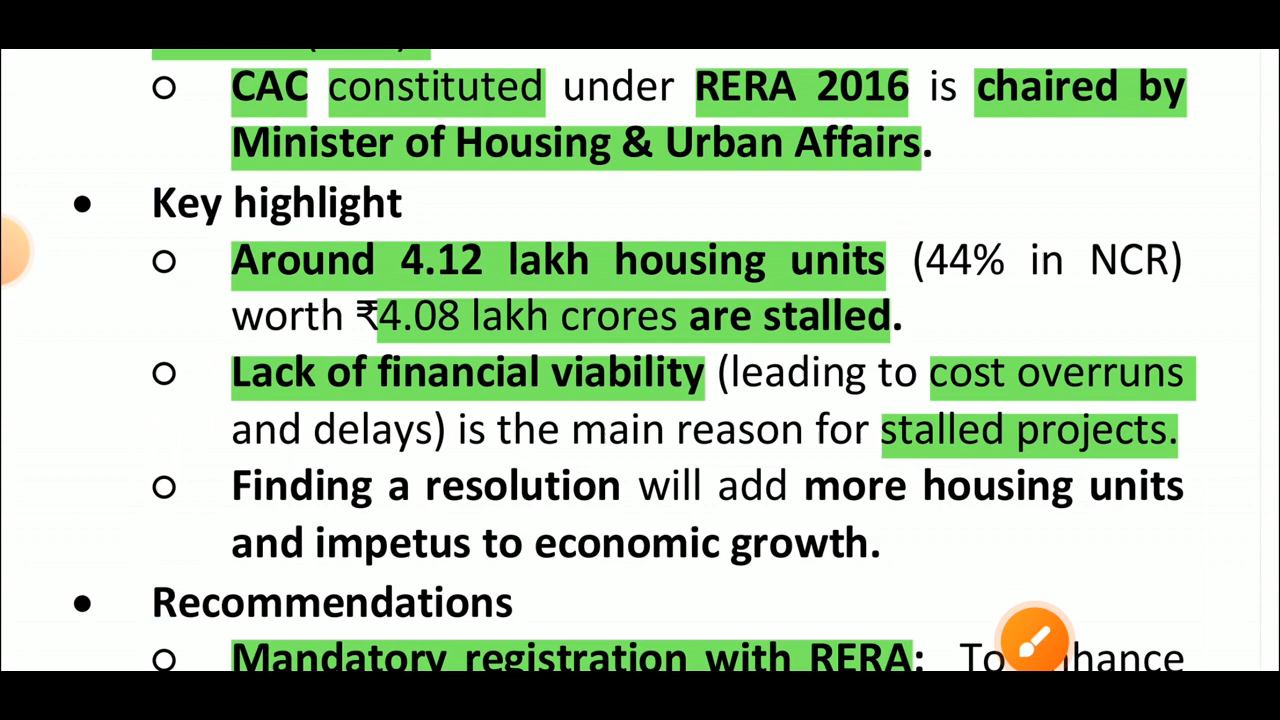 ○ CAC constituted under RERA 2016 is chaired by
Minister of Housing & Urban Affairs.
• Key highlight
○ Around 4.12 lakh housing units (44% in NCR)
worth ₹4.08 lakh crores are stalled.
○ Lack of financial viability (leading to cost overruns
and delays) is the main reason for stalled projects.
○ Finding a resolution will add more housing units
and impetus to economic growth.
• Recommendations
○ Mandatory registration with RERA: To